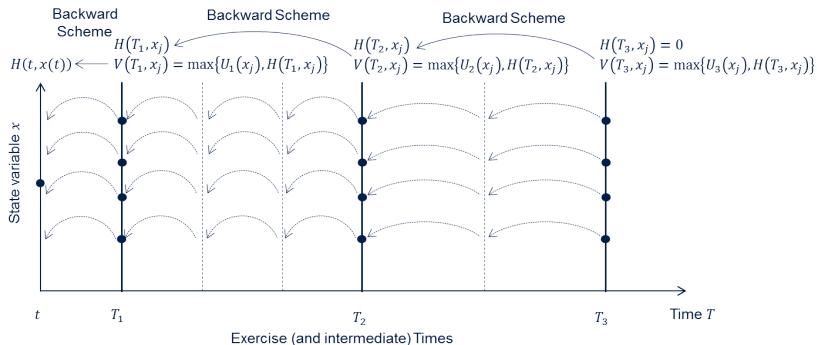 Backward Scheme
Backward Scheme
Backward
Scheme
H(T₁, xⱼ)
H(T₂, xⱼ)
H(T₃, xⱼ) = 0
H(t, x(t))
V(T₁, xⱼ) = max{U₁(xⱼ), H(T₁, xⱼ)}
V(T₂, xⱼ) = max{U₂(xⱼ), H(T₂, xⱼ)}
V(T₃, xⱼ) = max{U₃(xⱼ), H(T₃, xⱼ)}
State variable x
t
T₁
T₂
T₃
Time T
Exercise (and intermediate) Times